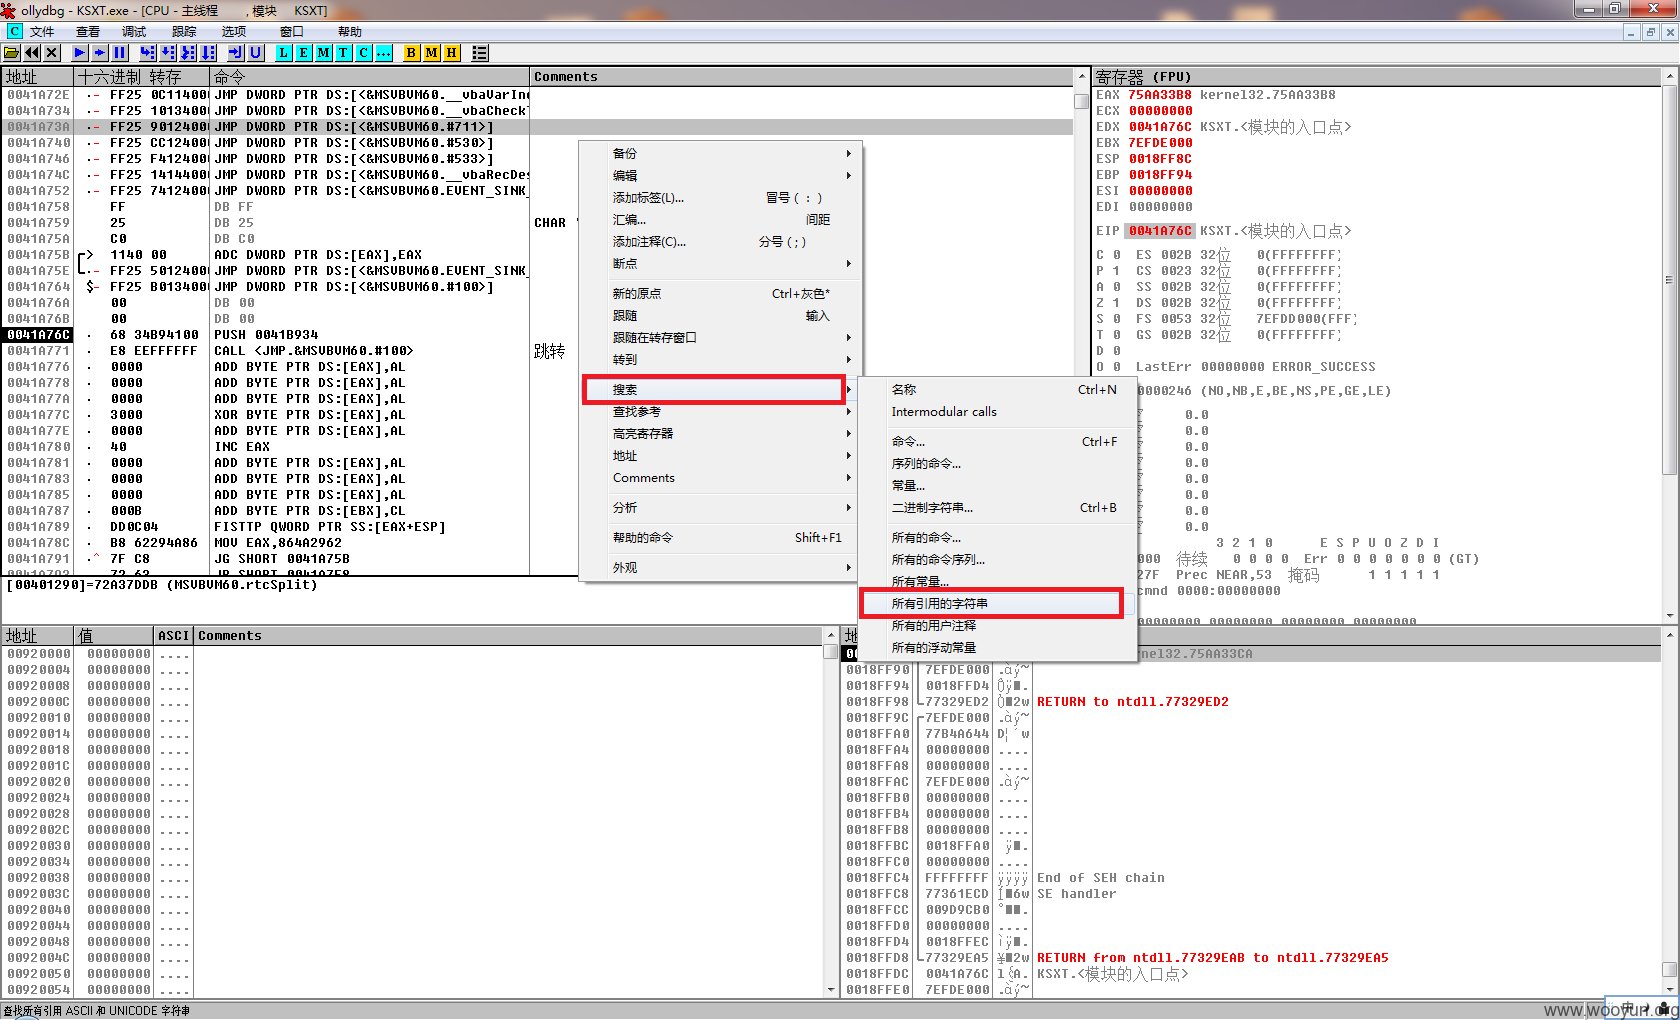 ollydbg - KSXT.exe - [CPU - 主线程 , 模块 KSXT]
C 文件 查看 调试 跟踪 选项 窗口 帮助
L E M T C ... B M H
地址 十六进制 转存 命令 Comments
0041A72E .- FF25 0C11400 JMP DWORD PTR DS:[<&MSVBVM60.__vbaVarInd
0041A734 .- FF25 1013400 JMP DWORD PTR DS:[<&MSVBVM60.__vbaCheck
0041A73A .- FF25 9012400 JMP DWORD PTR DS:[<&MSVBVM60.#711>]
0041A740 .- FF25 CC12400 JMP DWORD PTR DS:[<&MSVBVM60.#530>]
0041A746 .- FF25 F412400 JMP DWORD PTR DS:[<&MSVBVM60.#533>]
0041A74C .- FF25 1414400 JMP DWORD PTR DS:[<&MSVBVM60.__vbaRecDes
0041A752 .- FF25 7412400 JMP DWORD PTR DS:[<&MSVBVM60.EVENT_SINK_
0041A758 FF DB FF
0041A759 25 DB 25 CHAR '
0041A75A C0 DB C0
0041A75B > 1140 00 ADC DWORD PTR DS:[EAX],EAX
0041A75E .- FF25 5012400 JMP DWORD PTR DS:[<&MSVBVM60.EVENT_SINK_
0041A764 $- FF25 B013400 JMP DWORD PTR DS:[<&MSVBVM60.#100>]
0041A76A 00 DB 00
0041A76B 00 DB 00
0041A76C . 68 34B94100 PUSH 0041B934
0041A771 . E8 EEFFFFFF CALL <JMP.&MSVBVM60.#100> 跳转
0041A776 . 0000 ADD BYTE PTR DS:[EAX],AL
0041A778 . 0000 ADD BYTE PTR DS:[EAX],AL
0041A77A . 0000 ADD BYTE PTR DS:[EAX],AL
0041A77C . 3000 XOR BYTE PTR DS:[EAX],AL
0041A77E . 0000 ADD BYTE PTR DS:[EAX],AL
0041A780 . 40 INC EAX
0041A781 . 0000 ADD BYTE PTR DS:[EAX],AL
0041A783 . 0000 ADD BYTE PTR DS:[EAX],AL
0041A785 . 0000 ADD BYTE PTR DS:[EAX],AL
0041A787 . 000B ADD BYTE PTR DS:[EBX],CL
0041A789 . DD0C04 FISTTP QWORD PTR SS:[EAX+ESP]
0041A78C . B8 62294A86 MOV EAX,864A2962
0041A791 .^ 7F C8 JG SHORT 0041A75B
[00401290]=72A37DDB (MSVBVM60.rtcSplit)
备份
编辑
添加标签(L)... 冒号 ( : )
汇编... 间距
添加注释(C)... 分号 ( ; )
断点
新的原点 Ctrl+灰色*
跟随 输入
跟随在转存窗口
转到
搜索
查找参考
高亮寄存器
地址
Comments
分析
帮助的命令 Shift+F1
外观
名称 Ctrl+N
Intermodular calls
命令... Ctrl+F
序列的命令...
常量...
二进制字符串... Ctrl+B
所有的命令...
所有的命令序列...
所有常量...
所有引用的字符串
所有的用户注释
所有的浮动常量
寄存器 (FPU)
EAX 75AA33B8 kernel32.75AA33B8
ECX 00000000
EDX 0041A76C KSXT.<模块的入口点>
EBX 7EFDE000
ESP 0018FF8C
EBP 0018FF94
ESI 00000000
EDI 00000000
EIP 0041A76C KSXT.<模块的入口点>
C 0 ES 002B 32位 0(FFFFFFFF)
P 1 CS 0023 32位 0(FFFFFFFF)
A 0 SS 002B 32位 0(FFFFFFFF)
Z 1 DS 002B 32位 0(FFFFFFFF)
S 0 FS 0053 32位 7EFDD000(FFF)
T 0 GS 002B 32位 0(FFFFFFFF)
D 0
O 0 LastErr 00000000 ERROR_SUCCESS
0000246 (NO,NB,E,BE,NS,PE,GE,LE)
0.0
0.0
0.0
0.0
0.0
0.0
0.0
0.0
3 2 1 0 E S P U O Z D I
000 待续 0 0 0 0 Err 0 0 0 0 0 0 0 0 (GT)
27F Prec NEAR,53 掩码 1 1 1 1 1 1
cmnd 0000:00000000
地址 值 ASCI Comments
00920000 00000000 ....
00920004 00000000 ....
00920008 00000000 ....
0092000C 00000000 ....
00920010 00000000 ....
00920014 00000000 ....
00920018 00000000 ....
0092001C 00000000 ....
00920020 00000000 ....
00920024 00000000 ....
00920028 00000000 ....
0092002C 00000000 ....
00920030 00000000 ....
00920034 00000000 ....
00920038 00000000 ....
0092003C 00000000 ....
00920040 00000000 ....
00920044 00000000 ....
00920048 00000000 ....
0092004C 00000000 ....
00920050 00000000 ....
00920054 00000000 ....
nel32.75AA33CA
0018FF90 7EFDE000 .àý~
0018FF94 0018FFD4
0018FF98 77329ED2 RETURN to ntdll.77329ED2
0018FF9C 7EFDE000 .àý~
0018FFA0 77B4A644
0018FFA4 00000000 ....
0018FFA8 00000000 ....
0018FFAC 7EFDE000 .àý~
0018FFB0 00000000 ....
0018FFB4 00000000 ....
0018FFB8 00000000 ....
0018FFBC 0018FFA0
0018FFC0 00000000 ....
0018FFC4 FFFFFFFF ÿÿÿÿ End of SEH chain
0018FFC8 77361ECD SE handler
0018FFCC 009D9CB0
0018FFD0 00000000 ....
0018FFD4 0018FFEC
0018FFD8 77329EA5 RETURN from ntdll.77329EAB to ntdll.77329EA5
0018FFDC 0041A76C KSXT.<模块的入口点>
0018FFE0 7EFDE000 .àý~
查找所有引用 ASCII 和 UNICODE 字符串
www.wooyun.org
中